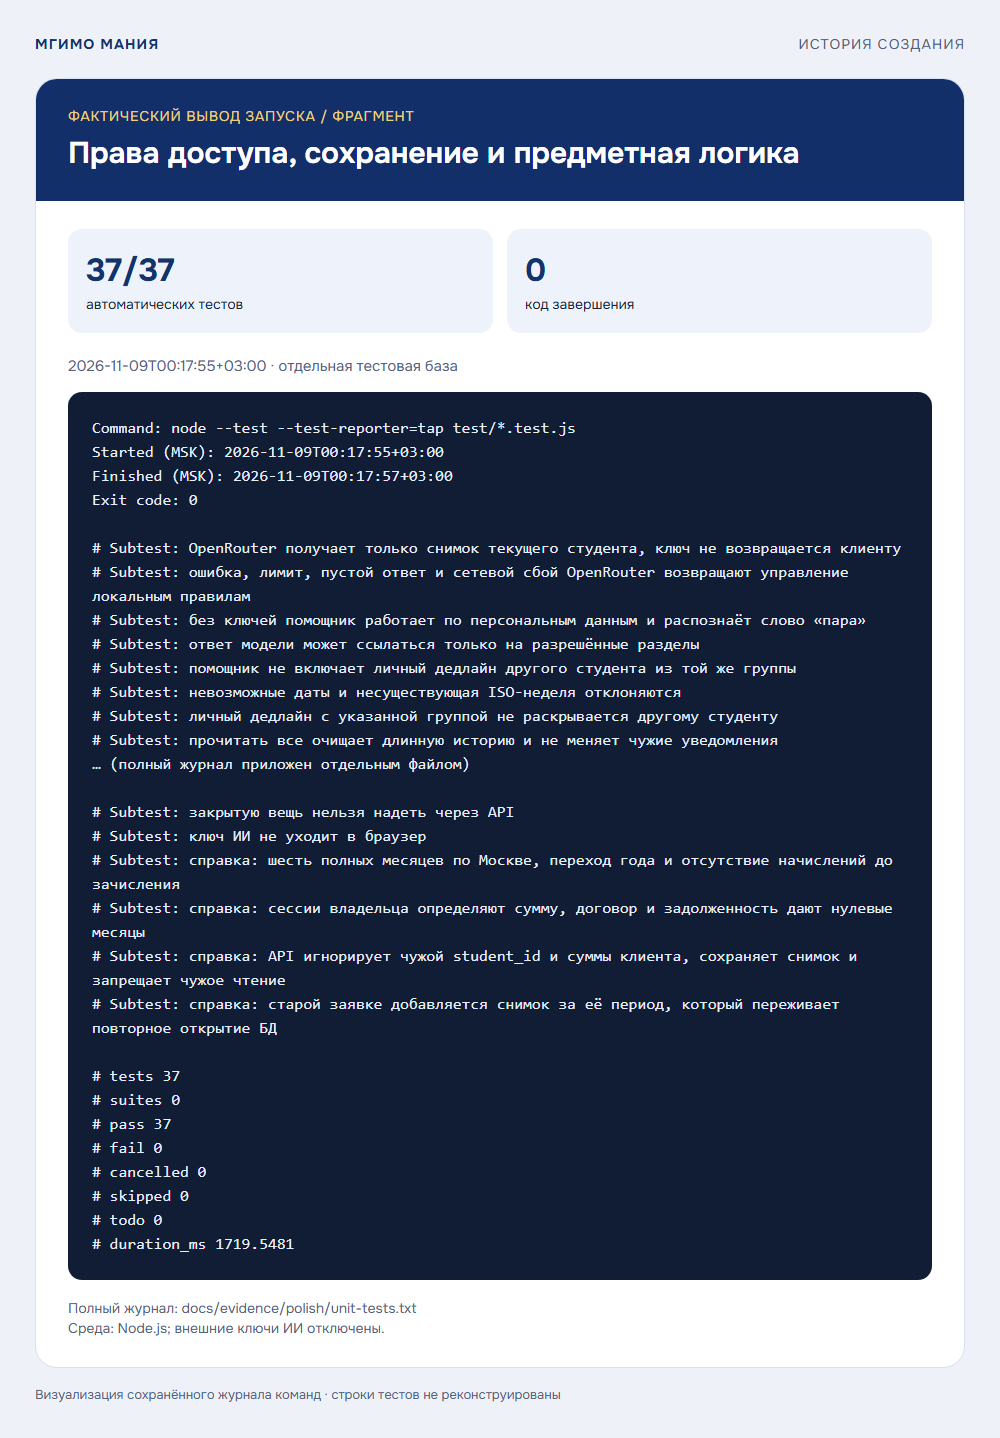 МГИМО МАНИЯ
ИСТОРИЯ СОЗДАНИЯ
ФАКТИЧЕСКИЙ ВЫВОД ЗАПУСКА / ФРАГМЕНТ
Права доступа, сохранение и предметная логика
37/37
автоматических тестов
0
код завершения
2026-11-09T00:17:55+03:00 · отдельная тестовая база
Command: node --test --test-reporter=tap test/*.test.js
Started (MSK): 2026-11-09T00:17:55+03:00
Finished (MSK): 2026-11-09T00:17:57+03:00
Exit code: 0
# Subtest: OpenRouter получает только снимок текущего студента, ключ не возвращается клиенту
# Subtest: ошибка, лимит, пустой ответ и сетевой сбой OpenRouter возвращают управление
локальным правилам
# Subtest: без ключей помощник работает по персональным данным и распознаёт слово «пара»
# Subtest: ответ модели может ссылаться только на разрешённые разделы
# Subtest: помощник не включает личный дедлайн другого студента из той же группы
# Subtest: невозможные даты и несуществующая ISO-неделя отклоняются
# Subtest: личный дедлайн с указанной группой не раскрывается другому студенту
# Subtest: прочитать все очищает длинную историю и не меняет чужие уведомления
… (полный журнал приложен отдельным файлом)
# Subtest: закрытую вещь нельзя надеть через API
# Subtest: ключ ИИ не уходит в браузер
# Subtest: справка: шесть полных месяцев по Москве, переход года и отсутствие начислений до
зачисления
# Subtest: справка: сессии владельца определяют сумму, договор и задолженность дают нулевые
месяцы
# Subtest: справка: API игнорирует чужой student_id и суммы клиента, сохраняет снимок и
запрещает чужое чтение
# Subtest: справка: старой заявке добавляется снимок за её период, который переживает
повторное открытие БД
# tests 37
# suites 0
# pass 37
# fail 0
# cancelled 0
# skipped 0
# todo 0
# duration_ms 1719.5481
Полный журнал: docs/evidence/polish/unit-tests.txt
Среда: Node.js; внешние ключи ИИ отключены.
Визуализация сохранённого журнала команд · строки тестов не реконструированы